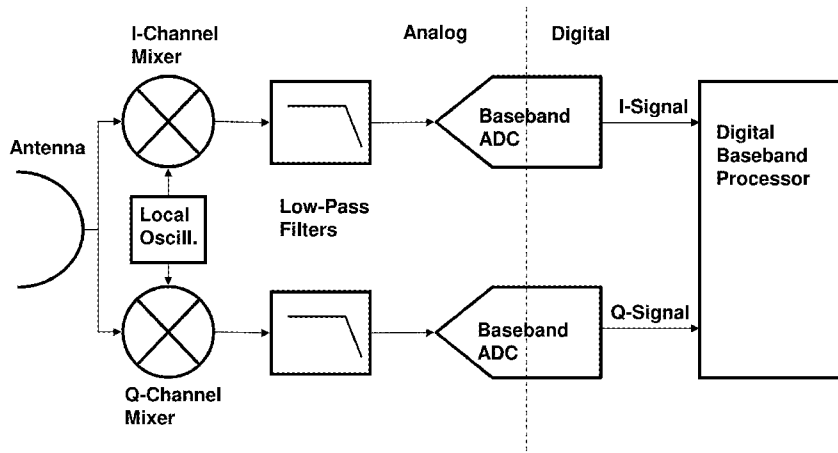 I-Channel
Mixer
Analog
Digital
Antenna
Baseband
ADC
I-Signal
Digital
Baseband
Processor
Local
Oscill.
Low-Pass
Filters
Baseband
ADC
Q-Signal
Q-Channel
Mixer